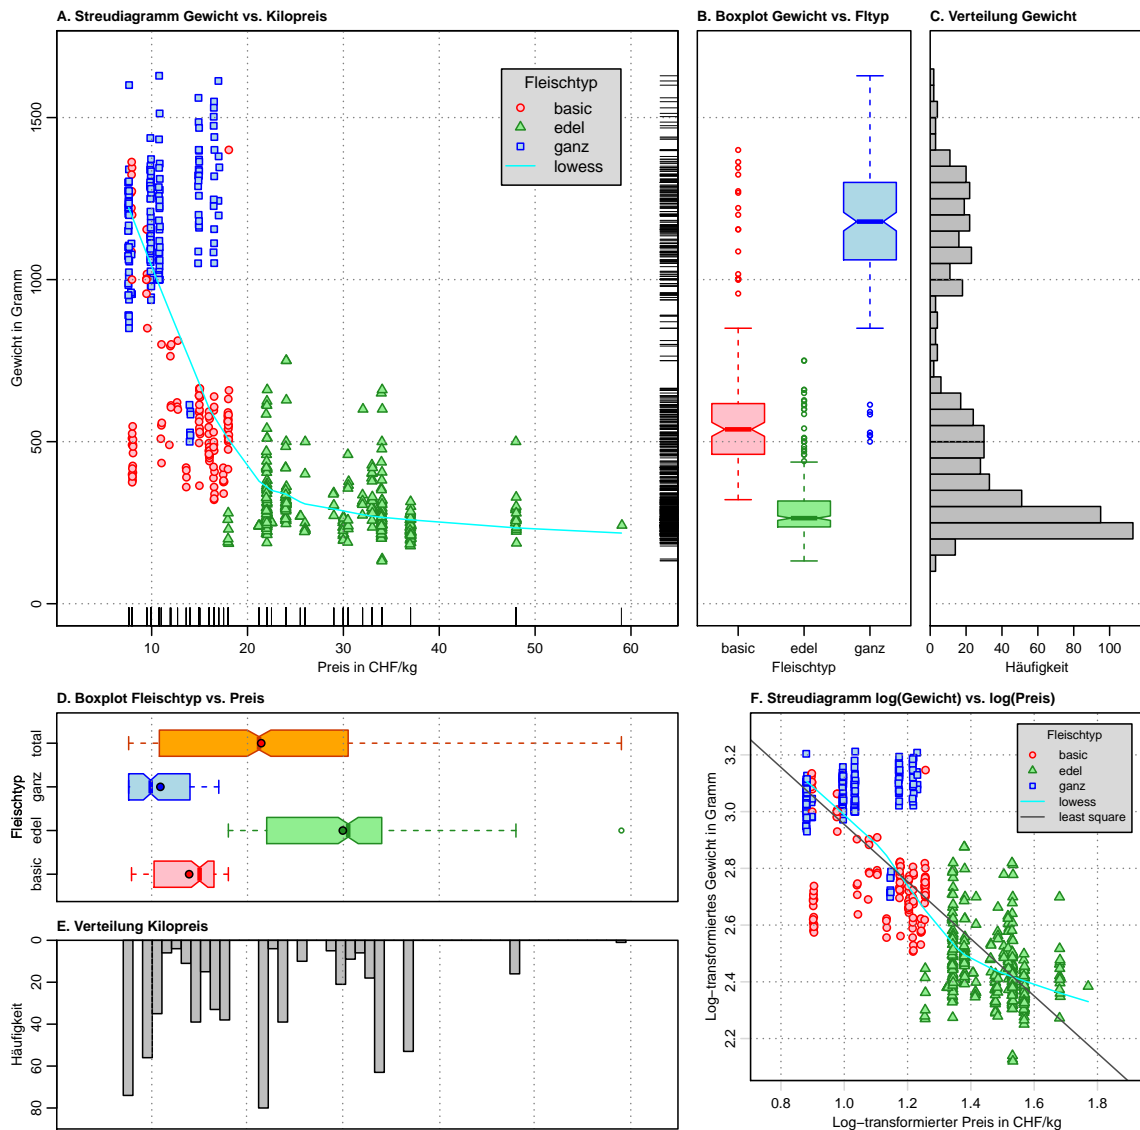 A. Streudiagramm Gewicht vs. Kilopreis
B. Boxplot Gewicht vs. Fltyp
C. Verteilung Gewicht
Gewicht in Gramm
1500
1000
500
0
Fleischtyp
basic
edel
ganz
lowess
10 20 30 40 50 60
Preis in CHF/kg
basic edel ganz
Fleischtyp
0 20 40 60 80 100
Häufigkeit
D. Boxplot Fleischtyp vs. Preis
Fleischtyp
total
ganz
edel
basic
E. Verteilung Kilopreis
Häufigkeit
0
20
40
60
80
F. Streudiagramm log(Gewicht) vs. log(Preis)
Log−transformiertes Gewicht in Gramm
3.2
3.0
2.8
2.6
2.4
2.2
Fleischtyp
basic
edel
ganz
lowess
least square
0.8 1.0 1.2 1.4 1.6 1.8
Log−transformierter Preis in CHF/kg